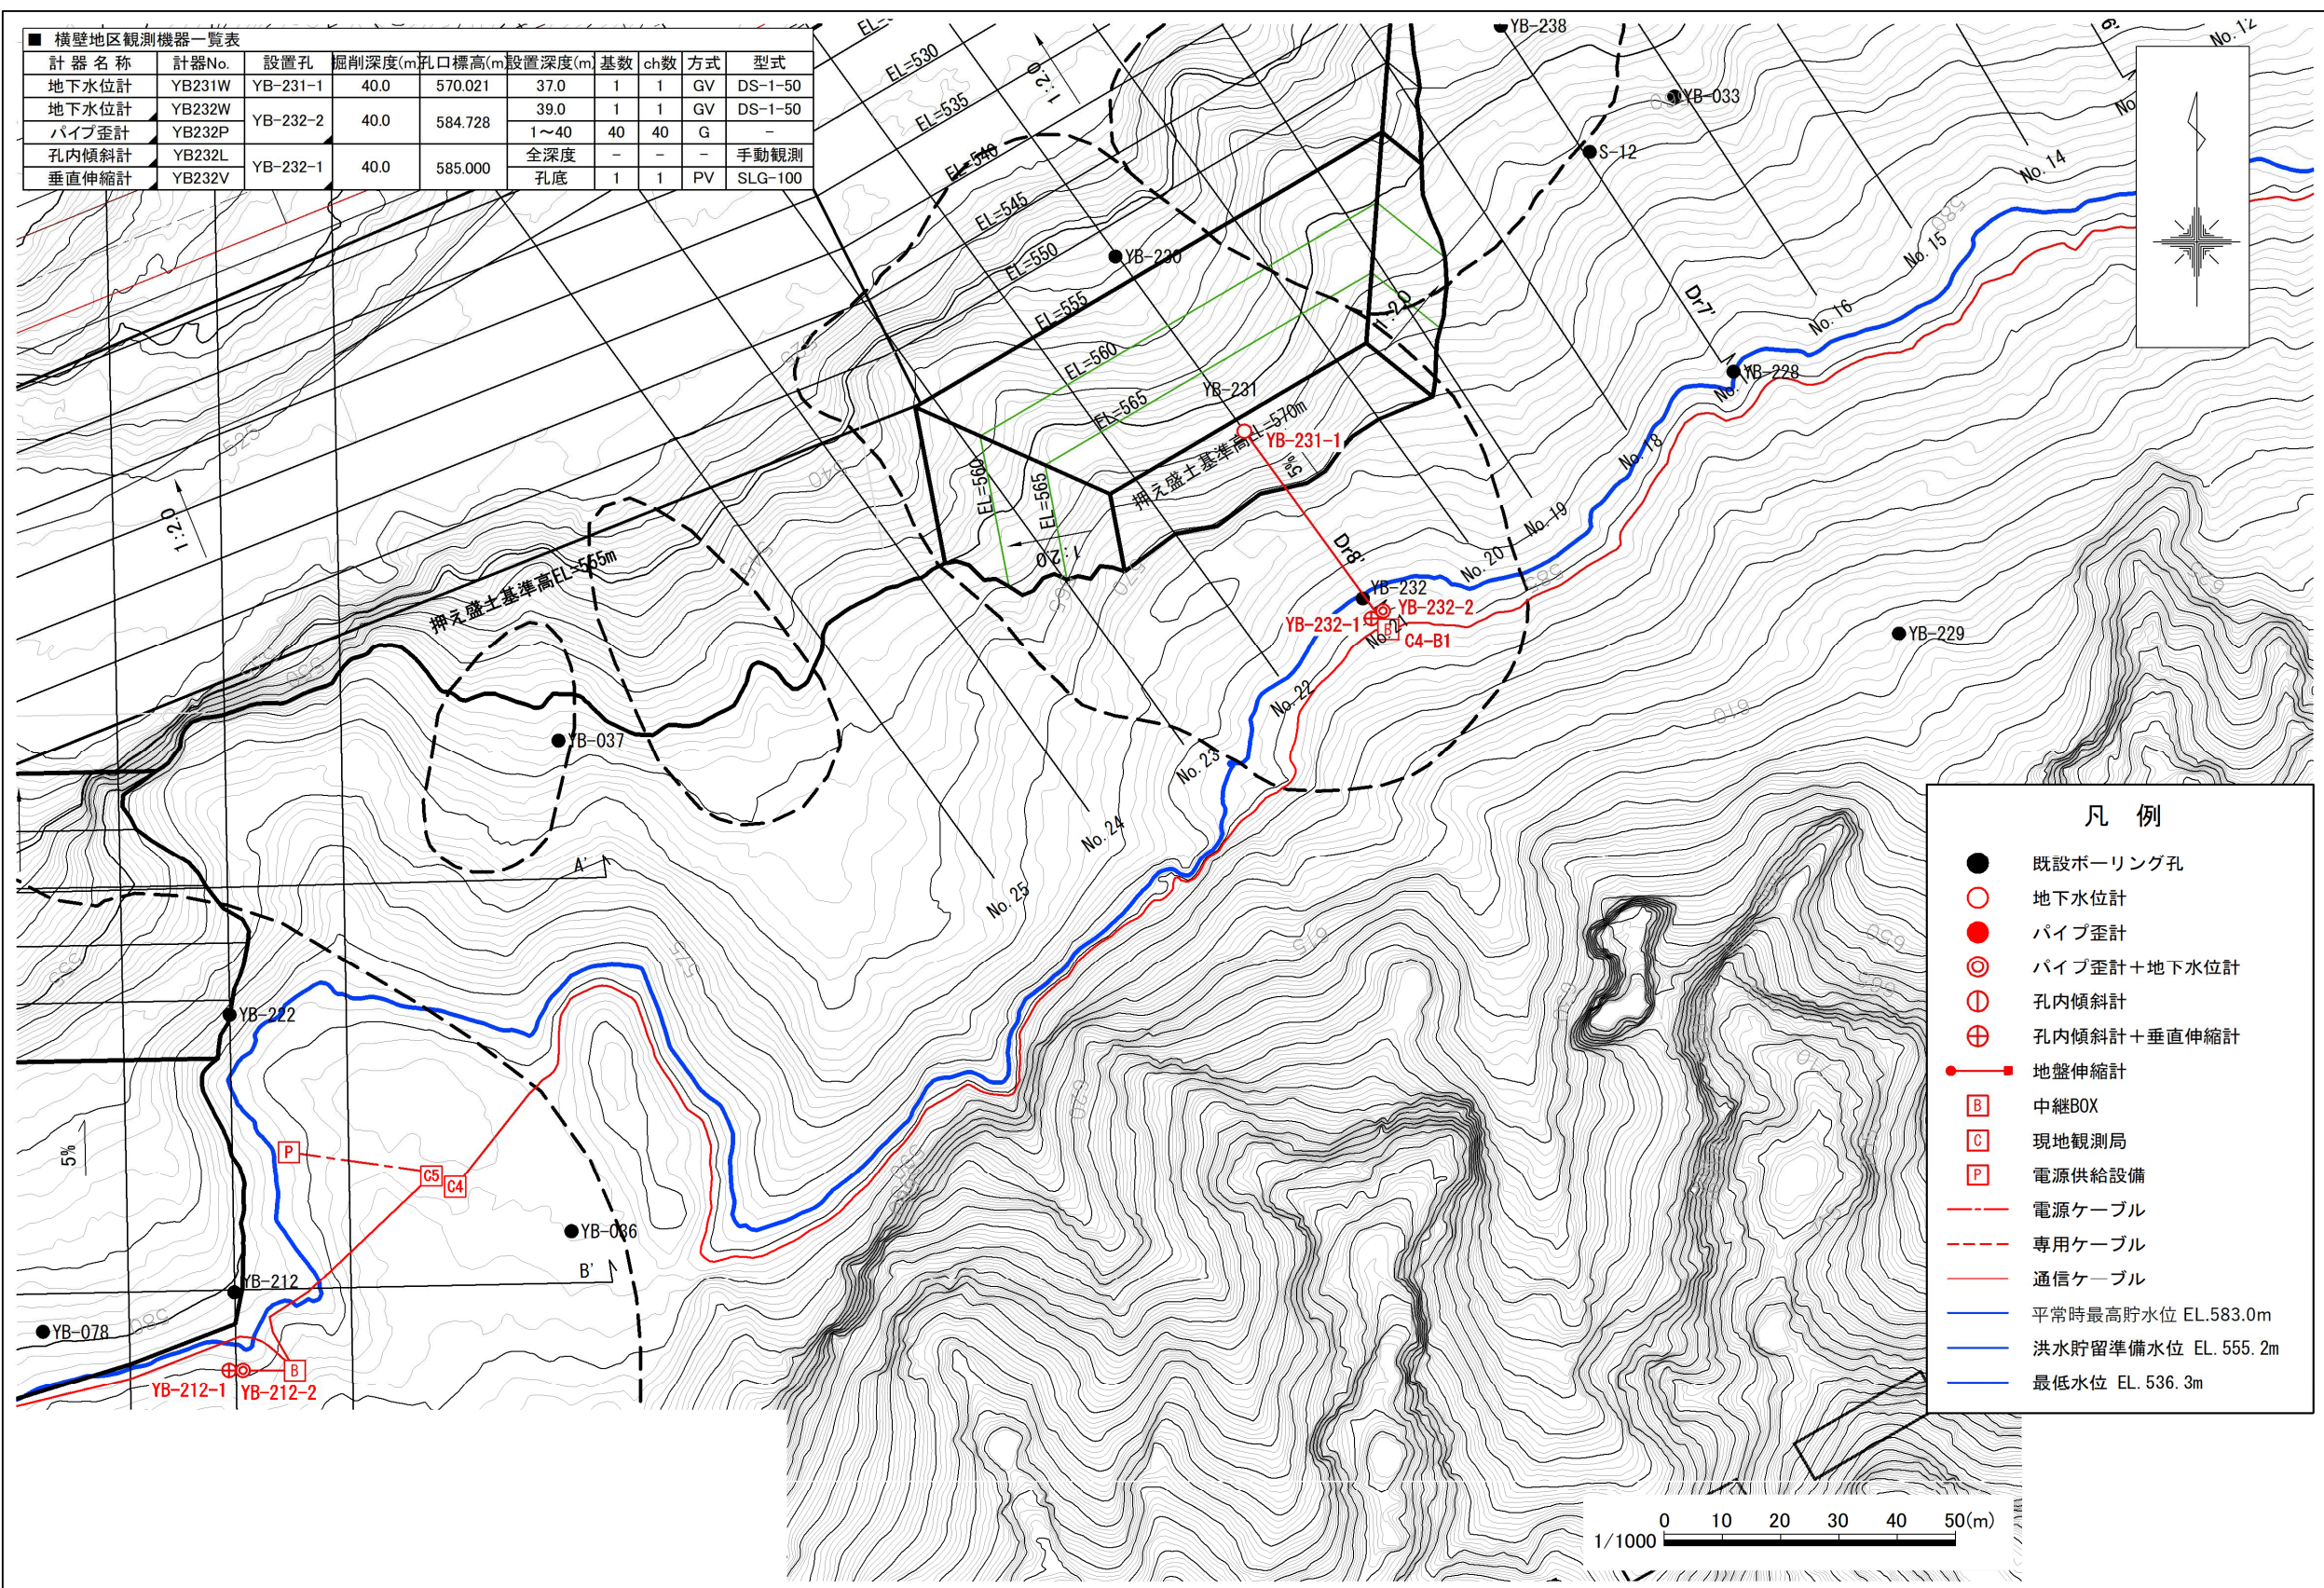 ■ 横壁地区観測機器一覧表
計器名称 計器No. 設置孔 掘削深度(m) 孔口標高(m) 設置深度(m) 基数 ch数 方式 型式
地下水位計 YB231W YB-231-1 40.0 570.021 37.0 1 1 GV DS-1-50
地下水位計 YB232W YB-232-2 40.0 584.728 39.0 1 1 GV DS-1-50
パイプ歪計 YB232P 1～40 40 40 G -
孔内傾斜計 YB232L YB-232-1 40.0 585.000 全深度 - - - 手動観測
垂直伸縮計 YB232V 孔底 1 1 PV SLG-100
EL=530
EL=535
EL=540
EL=545
EL=550
EL=555
EL=560
EL=565
EL=560
EL=565
1:2.0
1:2.0
1:2.0
1:2.0
YB-238
YB-033
S-12
YB-230
YB-231
YB-231-1
押え盛土基準高EL=570m
5%
押え盛土基準高EL=555m
Dr7'
Dr8'
6'
No.12
No.14
No.15
No.16
YB-228
No.18
No.19
No.20
No.21
No.22
No.23
No.24
No.25
YB-232
YB-232-2
YB-232-1
B
C4-B1
YB-229
YB-037
A'
YB-222
5%
P
C5
C4
YB-036
B'
YB-212
YB-078
B
YB-212-1
YB-212-2
525
540
545
565
570
585
610
575
615
620
580
580
650
凡 例
既設ボーリング孔
地下水位計
パイプ歪計
パイプ歪計＋地下水位計
孔内傾斜計
孔内傾斜計＋垂直伸縮計
地盤伸縮計
B 中継BOX
C 現地観測局
P 電源供給設備
電源ケーブル
専用ケーブル
通信ケーブル
平常時最高貯水位 EL.583.0m
洪水貯留準備水位 EL.555.2m
最低水位 EL.536.3m
1/1000
0 10 20 30 40 50(m)